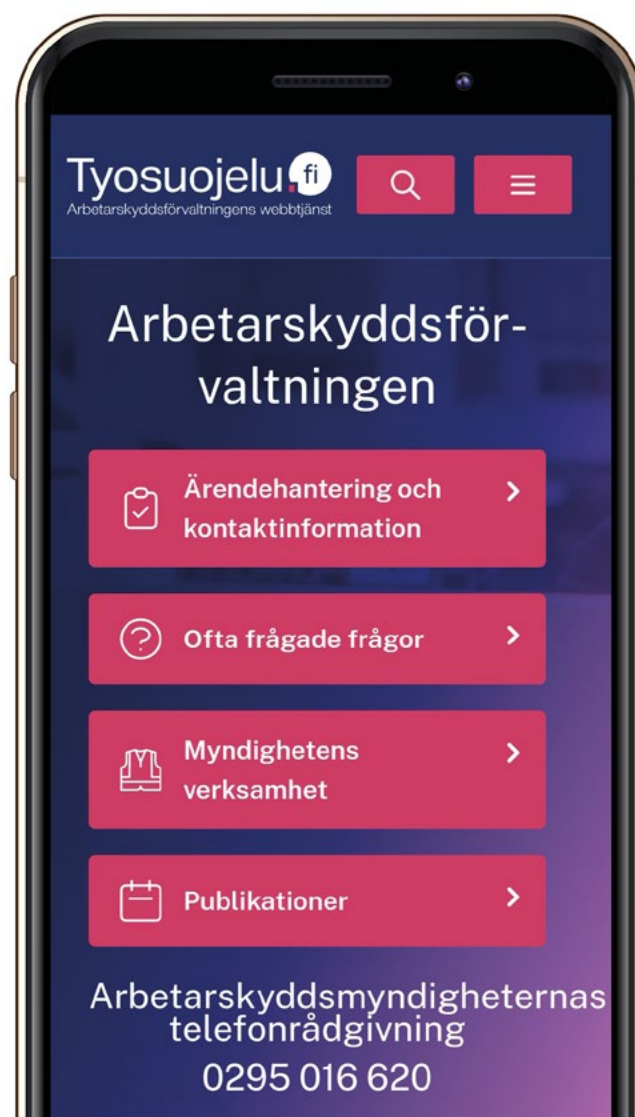 Tyosuojelu.fi
Arbetarskyddsförvaltningens webbtjänst
Arbetarskyddsför-
valtningen
Ärendehantering och
kontaktinformation
Ofta frågade frågor
Myndighetens
verksamhet
Publikationer
Arbetarskyddsmyndigheternas
telefonrådgivning
0295 016 620